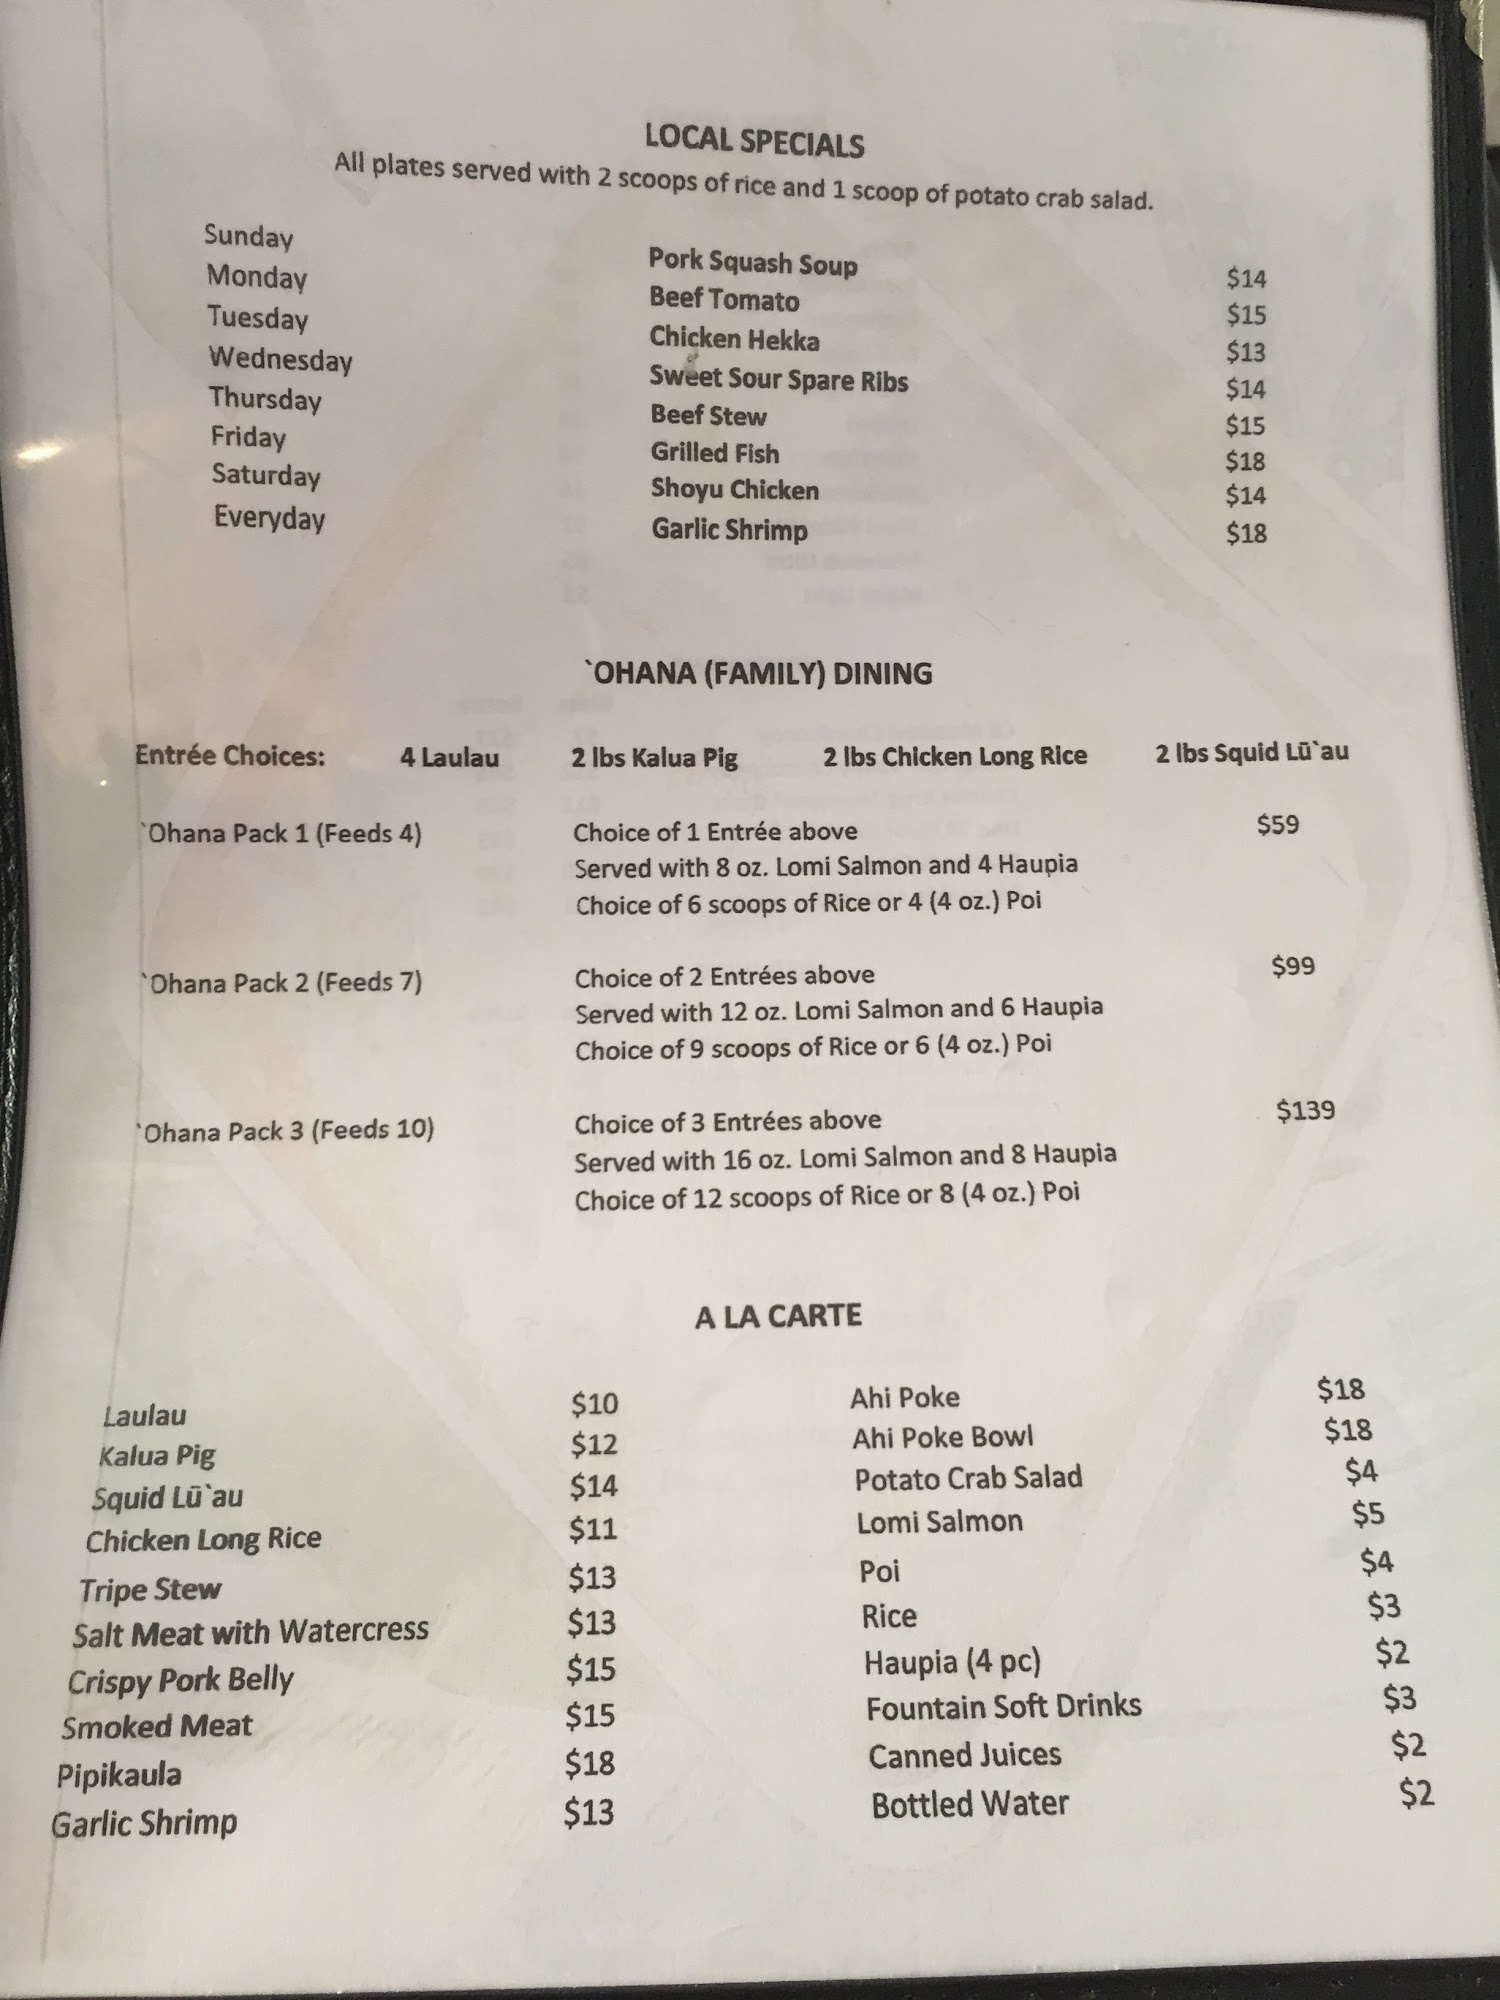 LOCAL SPECIALS
All plates served with 2 scoops of rice and 1 scoop of potato crab salad.
Sunday Pork Squash Soup $14
Monday Beef Tomato $15
Tuesday Chicken Hekka $13
Wednesday Sweet Sour Spare Ribs $14
Thursday Beef Stew $15
Friday Grilled Fish $18
Saturday Shoyu Chicken $14
Everyday Garlic Shrimp $18
`OHANA (FAMILY) DINING
Entrée Choices: 4 Laulau 2 lbs Kalua Pig 2 lbs Chicken Long Rice 2 lbs Squid Lū`au
`Ohana Pack 1 (Feeds 4) Choice of 1 Entrée above $59
Served with 8 oz. Lomi Salmon and 4 Haupia
Choice of 6 scoops of Rice or 4 (4 oz.) Poi
`Ohana Pack 2 (Feeds 7) Choice of 2 Entrées above $99
Served with 12 oz. Lomi Salmon and 6 Haupia
Choice of 9 scoops of Rice or 6 (4 oz.) Poi
`Ohana Pack 3 (Feeds 10) Choice of 3 Entrées above $139
Served with 16 oz. Lomi Salmon and 8 Haupia
Choice of 12 scoops of Rice or 8 (4 oz.) Poi
A LA CARTE
Laulau $10 Ahi Poke $18
Kalua Pig $12 Ahi Poke Bowl $18
Squid Lū`au $14 Potato Crab Salad $4
Chicken Long Rice $11 Lomi Salmon $5
Tripe Stew $13 Poi $4
Salt Meat with Watercress $13 Rice $3
Crispy Pork Belly $15 Haupia (4 pc) $2
Smoked Meat $15 Fountain Soft Drinks $3
Pipikaula $18 Canned Juices $2
Garlic Shrimp $13 Bottled Water $2